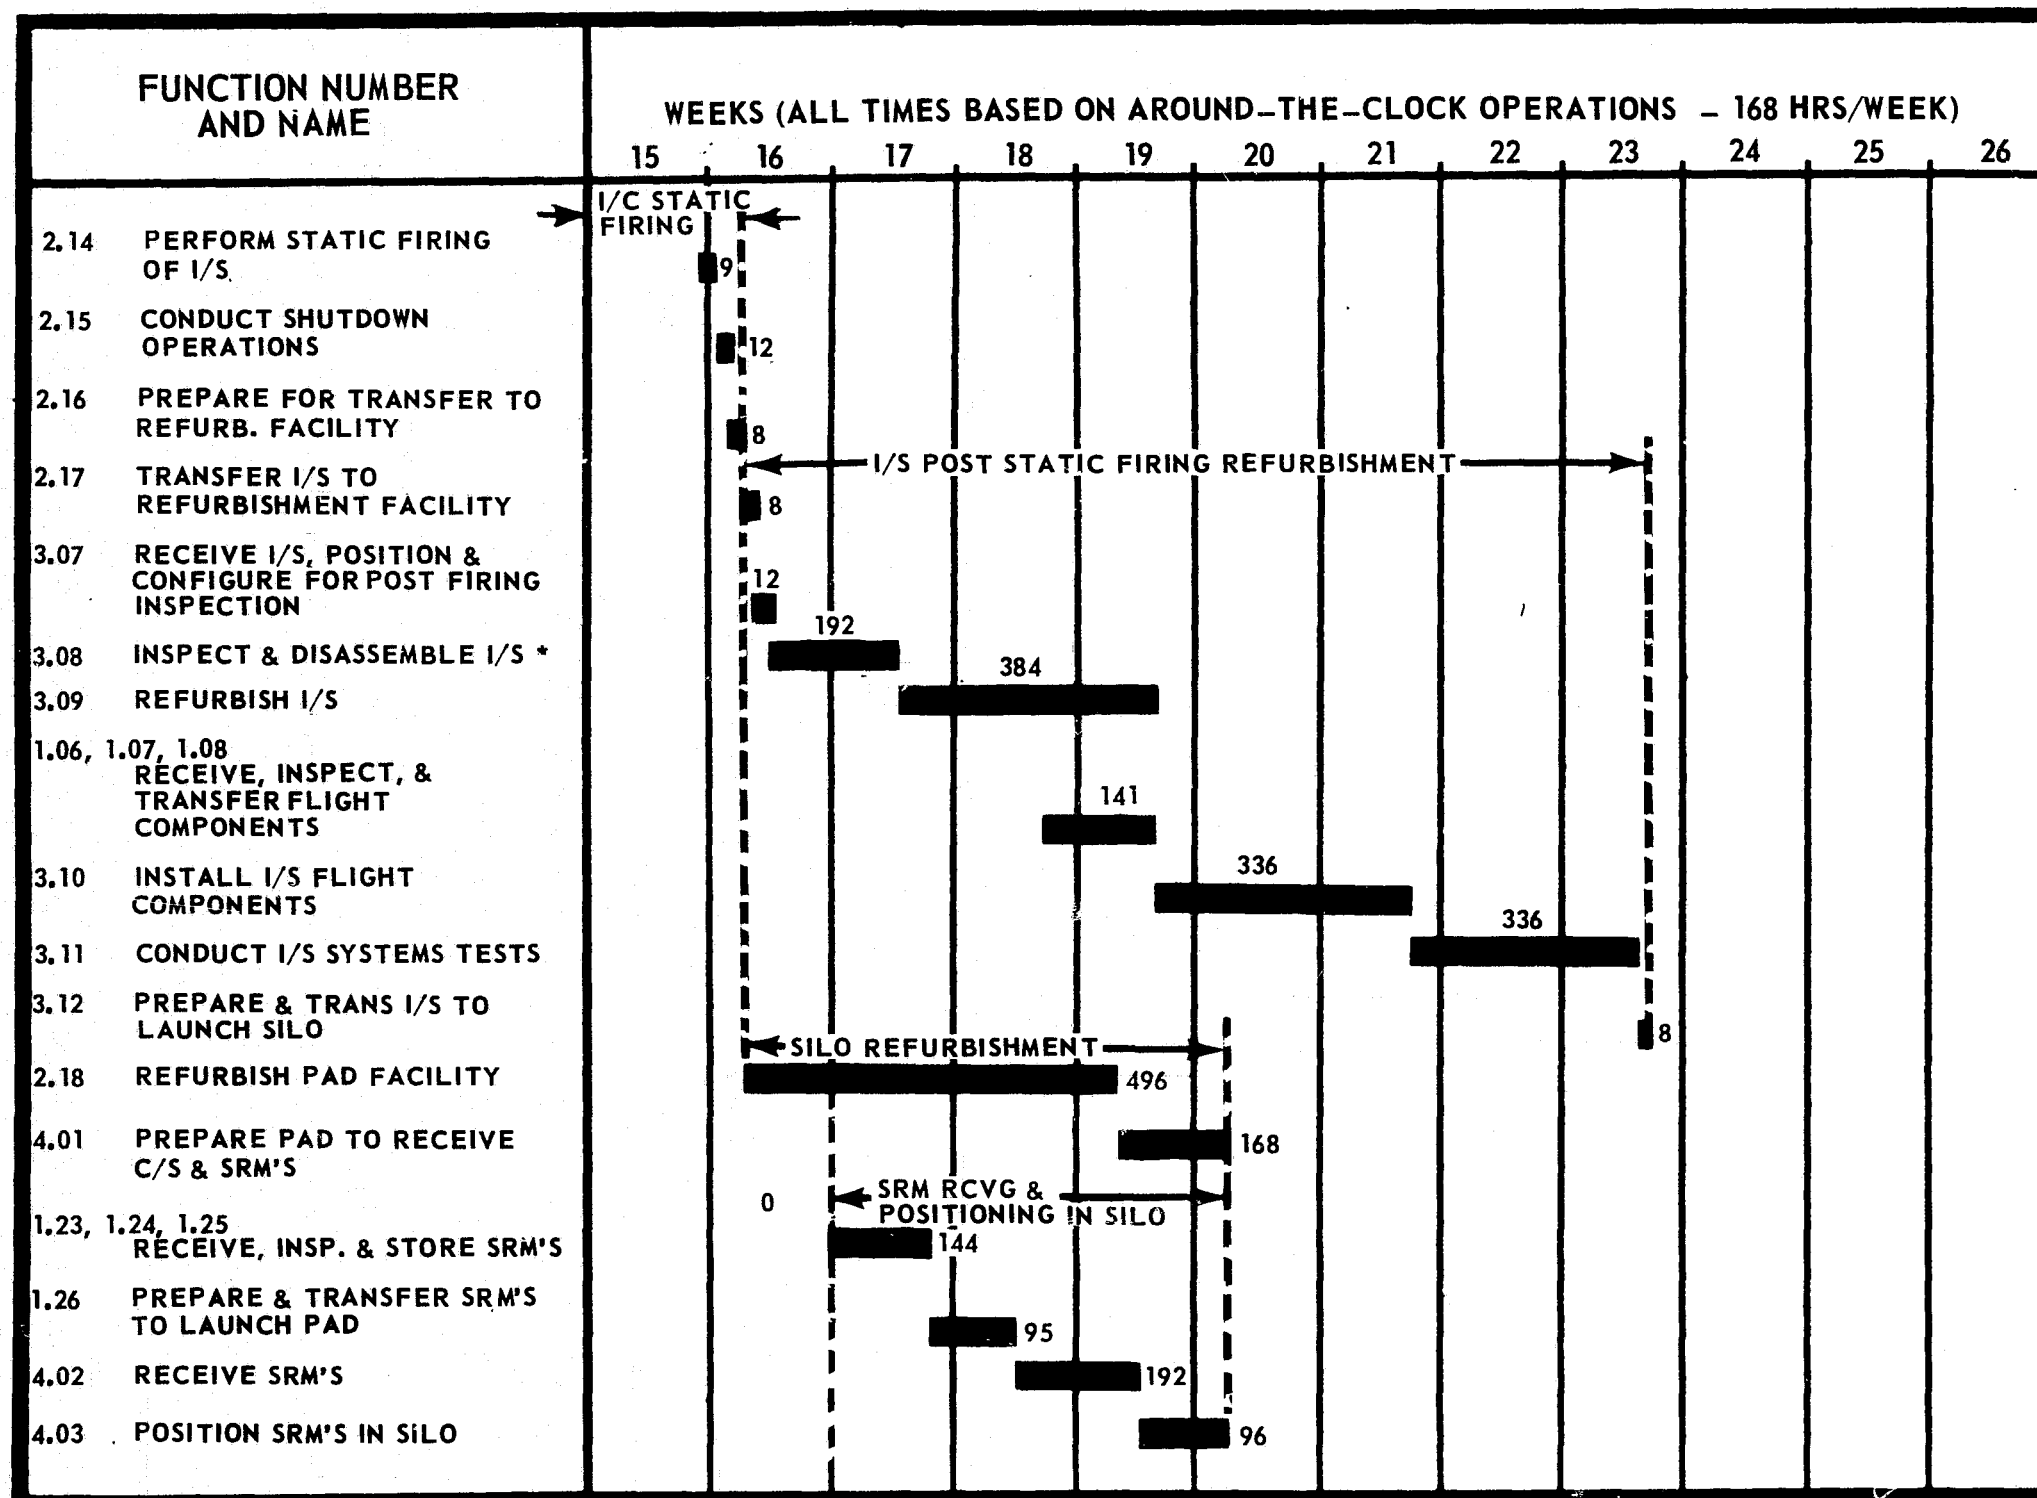 FUNCTION NUMBER
AND NAME
WEEKS (ALL TIMES BASED ON AROUND-THE-CLOCK OPERATIONS - 168 HRS/WEEK)
15 16 17 18 19 20 21 22 23 24 25 26
I/C STATIC
FIRING
2.14 PERFORM STATIC FIRING
OF I/S
9
2.15 CONDUCT SHUTDOWN
OPERATIONS
12
2.16 PREPARE FOR TRANSFER TO
REFURB. FACILITY
8
I/S POST STATIC FIRING REFURBISHMENT
2.17 TRANSFER I/S TO
REFURBISHMENT FACILITY
8
3.07 RECEIVE I/S, POSITION &
CONFIGURE FOR POST FIRING
INSPECTION
12
192
3.08 INSPECT & DISASSEMBLE I/S *
384
3.09 REFURBISH I/S
1.06, 1.07, 1.08
RECEIVE, INSPECT, &
TRANSFER FLIGHT
COMPONENTS
141
336
3.10 INSTALL I/S FLIGHT
COMPONENTS
336
3.11 CONDUCT I/S SYSTEMS TESTS
3.12 PREPARE & TRANS I/S TO
LAUNCH SILO
8
SILO REFURBISHMENT
2.18 REFURBISH PAD FACILITY
496
4.01 PREPARE PAD TO RECEIVE
C/S & SRM'S
168
0
SRM RCVG &
POSITIONING IN SILO
1.23, 1.24, 1.25
RECEIVE, INSP. & STORE SRM'S
144
1.26 PREPARE & TRANSFER SRM'S
TO LAUNCH PAD
95
4.02 RECEIVE SRM'S
192
4.03 POSITION SRM'S IN SILO
96